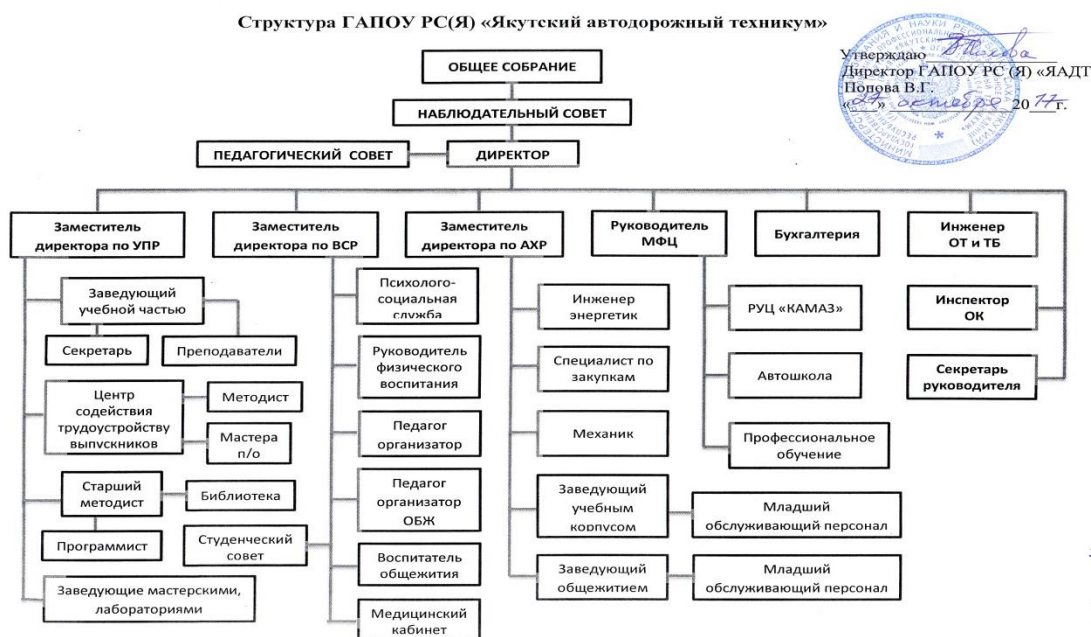 Структура ГАПОУ РС(Я) «Якутский автодорожный техникум»
Утверждаю
Директор ГАПОУ РС (Я) «ЯАДТ
Попова В.Г.
«27» октября 2017г.
ОБЩЕЕ СОБРАНИЕ
НАБЛЮДАТЕЛЬНЫЙ СОВЕТ
ПЕДАГОГИЧЕСКИЙ СОВЕТ
ДИРЕКТОР
Заместитель
директора по УПР
Заместитель
директора по ВСР
Заместитель
директора по АХР
Руководитель
МФЦ
Бухгалтерия
Инженер
ОТ и ТБ
Заведующий
учебной частью
Секретарь
Преподаватели
Центр
содействия
трудоустройству
выпускников
Методист
Мастера
п/о
Старший
методист
Библиотека
Программист
Заведующие мастерскими,
лабораториями
Психолого-
социальная
служба
Руководитель
физического
воспитания
Педагог
организатор
Педагог
организатор
ОБЖ
Студенческий
совет
Воспитатель
общежития
Медицинский
кабинет
Инженер
энергетик
Специалист по
закупкам
Механик
Заведующий
учебным
корпусом
Младший
обслуживающий персонал
Заведующий
общежитием
Младший
обслуживающий персонал
РУЦ «КАМАЗ»
Автошкола
Профессиональное
обучение
Инспектор
ОК
Секретарь
руководителя